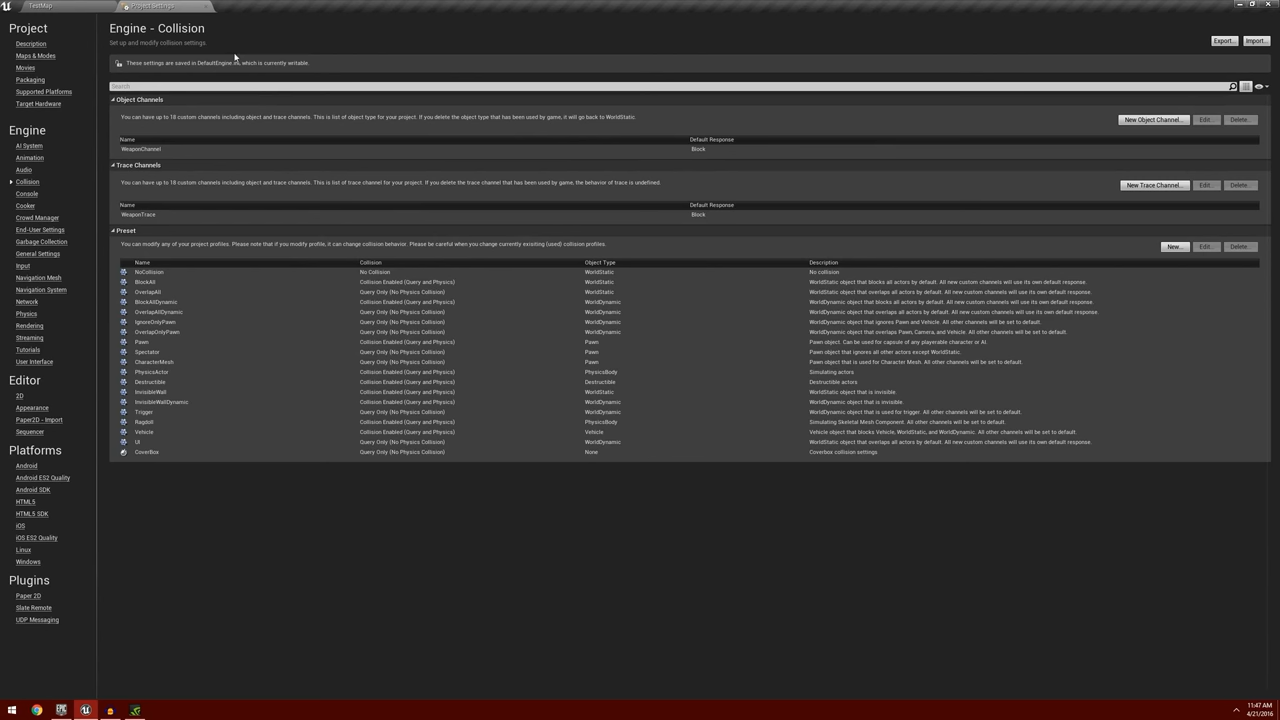 TestMap
Project Settings
Project
Description
Maps & Modes
Movies
Packaging
Supported Platforms
Target Hardware
Engine
AI System
Animation
Audio
Collision
Console
Cooker
Crowd Manager
End-User Settings
Garbage Collection
General Settings
Input
Navigation Mesh
Navigation System
Network
Physics
Rendering
Streaming
Tutorials
User Interface
Editor
2D
Appearance
Paper2D - Import
Sequencer
Platforms
Android
Android ES2 Quality
Android SDK
HTML5
HTML5 SDK
iOS
iOS ES2 Quality
Linux
Windows
Plugins
Paper 2D
Slate Remote
UDP Messaging
Engine - Collision
Set up and modify collision settings.
Export... Import...
These settings are saved in DefaultEngine.ini, which is currently writable.
Search
Object Channels
You can have up to 18 custom channels including object and trace channels. This is list of object type for your project. If you delete the object type that has been used by game, it will go back to WorldStatic.
New Object Channel... Edit... Delete...
Name Default Response
WeaponChannel Block
Trace Channels
You can have up to 18 custom channels including object and trace channels. This is list of trace channel for your project. If you delete the trace channel that has been used by game, the behavior of trace is undefined.
New Trace Channel... Edit... Delete...
Name Default Response
WeaponTrace Block
Preset
You can modify any of your project profiles. Please note that if you modify profile, it can change collision behavior. Please be careful when you change currently exisiting (used) collision profiles.
New... Edit... Delete...
Name Collision Object Type Description
NoCollision No Collision WorldStatic No collision
BlockAll Collision Enabled (Query and Physics) WorldStatic WorldStatic object that blocks all actors by default. All new custom channels will use its own default response.
OverlapAll Query Only (No Physics Collision) WorldStatic WorldStatic object that overlaps all actors by default. All new custom channels will use its own default response.
BlockAllDynamic Collision Enabled (Query and Physics) WorldDynamic WorldDynamic object that blocks all actors by default. All new custom channels will use its own default response.
OverlapAllDynamic Query Only (No Physics Collision) WorldDynamic WorldDynamic object that overlaps all actors by default. All new custom channels will use its own default response.
IgnoreOnlyPawn Query Only (No Physics Collision) WorldDynamic WorldDynamic object that ignores Pawn and Vehicle. All other channels will be set to default.
OverlapOnlyPawn Query Only (No Physics Collision) WorldDynamic WorldDynamic object that overlaps Pawn, Camera, and Vehicle. All other channels will be set to default.
Pawn Collision Enabled (Query and Physics) Pawn Pawn object. Can be used for capsule of any playerable character or AI.
Spectator Query Only (No Physics Collision) Pawn Pawn object that ignores all other actors except WorldStatic.
CharacterMesh Query Only (No Physics Collision) Pawn Pawn object that is used for Character Mesh. All other channels will be set to default.
PhysicsActor Collision Enabled (Query and Physics) PhysicsBody Simulating actors
Destructible Collision Enabled (Query and Physics) Destructible Destructible actors
InvisibleWall Collision Enabled (Query and Physics) WorldStatic WorldStatic object that is invisible.
InvisibleWallDynamic Collision Enabled (Query and Physics) WorldDynamic WorldDynamic object that is invisible.
Trigger Query Only (No Physics Collision) WorldDynamic WorldDynamic object that is used for trigger. All other channels will be set to default.
Ragdoll Collision Enabled (Query and Physics) PhysicsBody Simulating Skeletal Mesh Component. All other channels will be set to default.
Vehicle Collision Enabled (Query and Physics) Vehicle Vehicle object that blocks Vehicle, WorldStatic, and WorldDynamic. All other channels will be set to default.
UI Query Only (No Physics Collision) WorldDynamic WorldStatic object that overlaps all actors by default. All new custom channels will use its own default response.
CoverBox Query Only (No Physics Collision) None Coverbox collision settings
EPIC
11:47 AM
4/21/2016